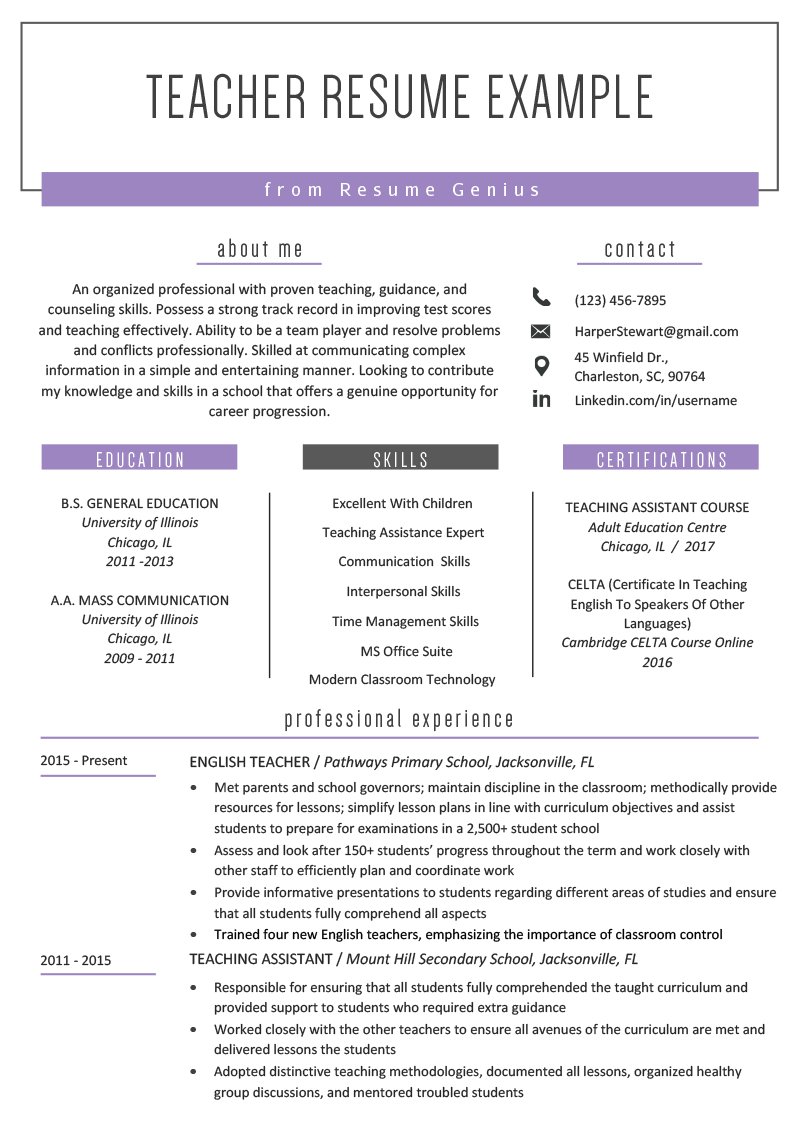 TEACHER RESUME EXAMPLE
from Resume Genius
about me
An organized professional with proven teaching, guidance, and
counseling skills. Possess a strong track record in improving test scores
and teaching effectively. Ability to be a team player and resolve problems
and conflicts professionally. Skilled at communicating complex
information in a simple and entertaining manner. Looking to contribute
my knowledge and skills in a school that offers a genuine opportunity for
career progression.
contact
(123) 456-7895
HarperStewart@gmail.com
45 Winfield Dr.,
Charleston, SC, 90764
in
Linkedin.com/in/username
EDUCATION
B.S. GENERAL EDUCATION
University of Illinois
Chicago, IL
2011 -2013
A.A. MASS COMMUNICATION
University of Illinois
Chicago, IL
2009 - 2011
SKILLS
Excellent With Children
Teaching Assistance Expert
Communication  Skills
Interpersonal Skills
Time Management Skills
MS Office Suite
Modern Classroom Technology
CERTIFICATIONS
TEACHING ASSISTANT COURSE
Adult Education Centre
Chicago, IL / 2017
CELTA (Certificate In Teaching
English To Speakers Of Other
Languages)
Cambridge CELTA Course Online
2016
professional experience
2015 - Present
ENGLISH TEACHER / Pathways Primary School, Jacksonville, FL
• Met parents and school governors; maintain discipline in the classroom; methodically provide
resources for lessons; simplify lesson plans in line with curriculum objectives and assist
students to prepare for examinations in a 2,500+ student school
• Assess and look after 150+ students’ progress throughout the term and work closely with
other staff to efficiently plan and coordinate work
• Provide informative presentations to students regarding different areas of studies and ensure
that all students fully comprehend all aspects
• Trained four new English teachers, emphasizing the importance of classroom control
2011 - 2015
TEACHING ASSISTANT / Mount Hill Secondary School, Jacksonville, FL
• Responsible for ensuring that all students fully comprehended the taught curriculum and
provided support to students who required extra guidance
• Worked closely with the other teachers to ensure all avenues of the curriculum are met and
delivered lessons the students
• Adopted distinctive teaching methodologies, documented all lessons, organized healthy
group discussions, and mentored troubled students